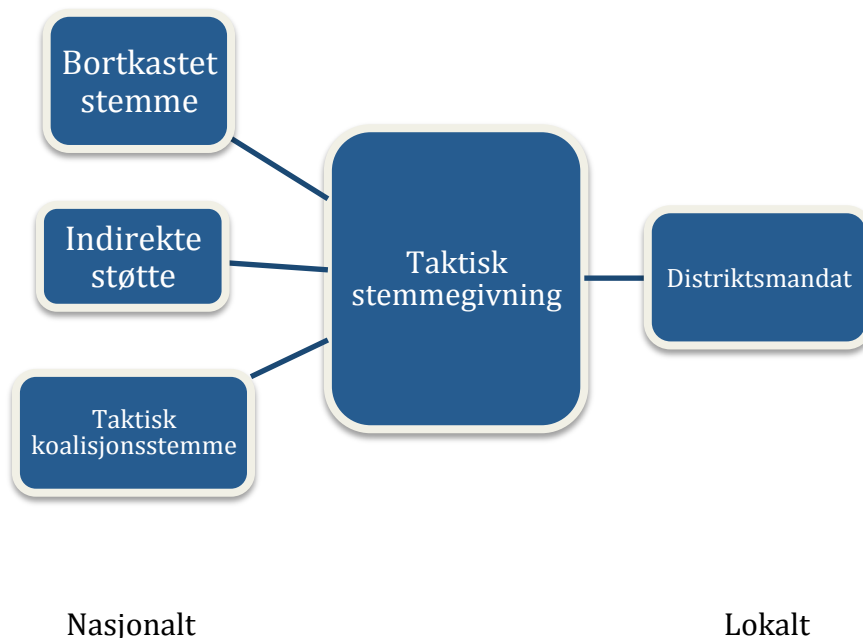 Bortkastet
stemme
Indirekte
støtte
Taktisk
koalisjonsstemme
Taktisk
stemmegivning
Distriktsmandat
Nasjonalt
Lokalt